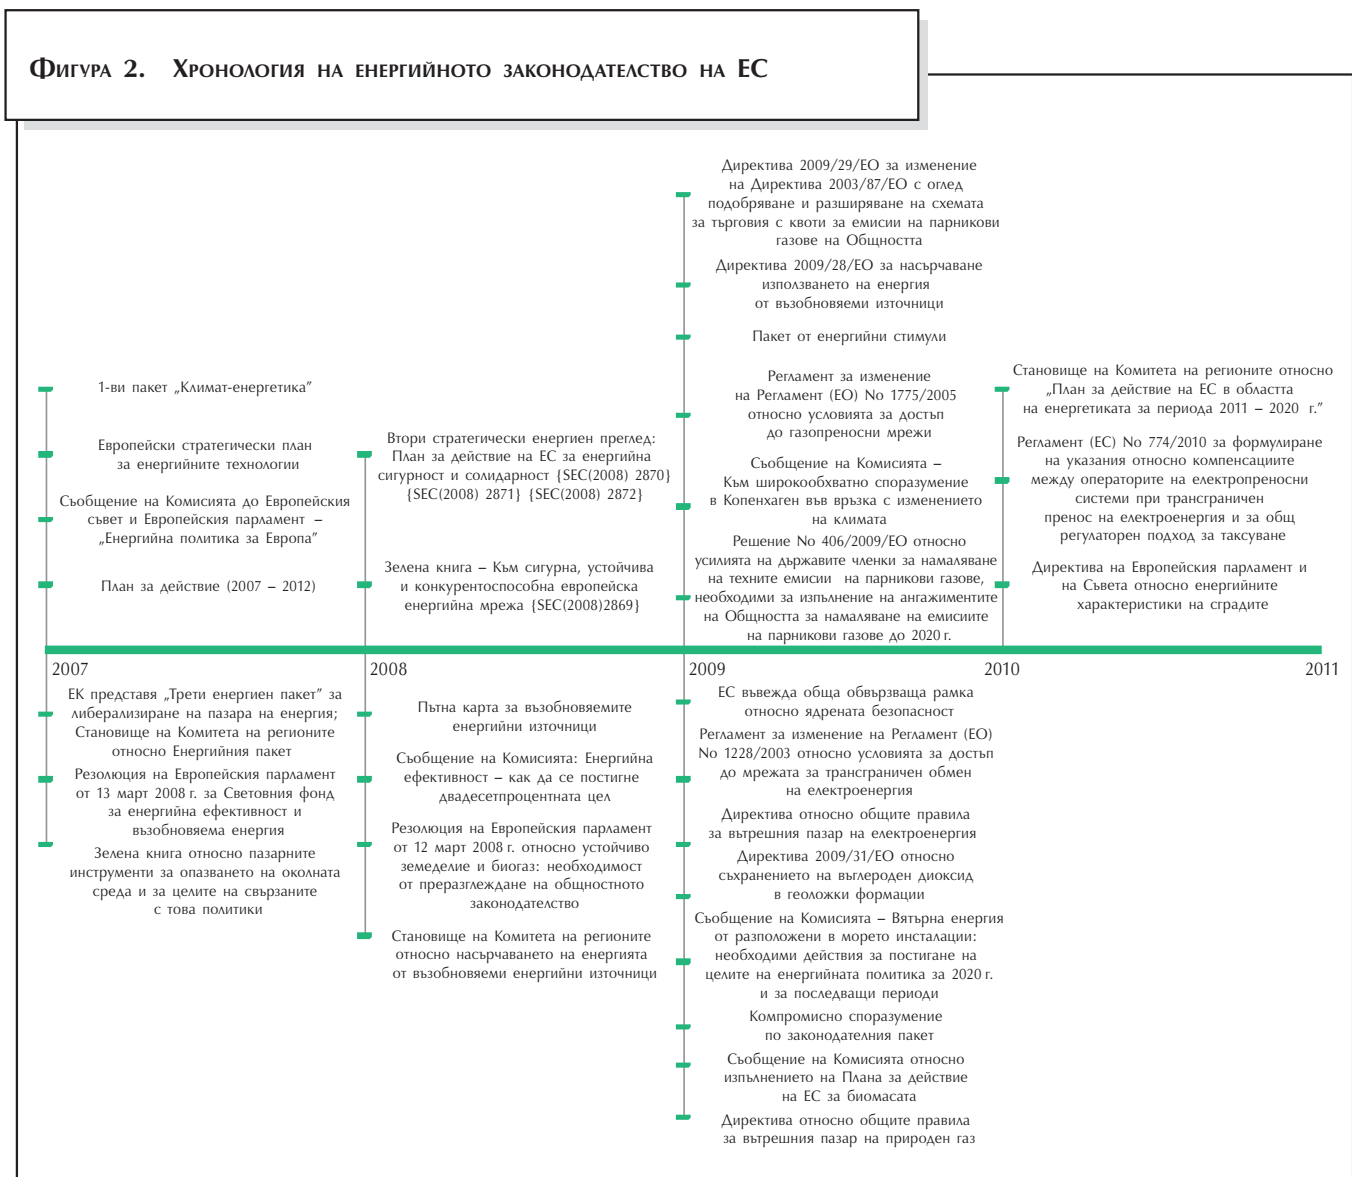 Фигура 2. Хронология на енергийното законодателство на ЕС
1-ви пакет „Климат-енергетика”
Европейски стратегически план
за енергийните технологии
Съобщение на Комисията до Европейския
съвет и Европейския парламент –
„Енергийна политика за Европа”
План за действие (2007 – 2012)
Втори стратегически енергиен преглед:
План за действие на ЕС за енергийна
сигурност и солидарност {SEC(2008) 2870}
{SEC(2008) 2871} {SEC(2008) 2872}
Зелена книга – Към сигурна, устойчива
и конкурентоспособна европейска
енергийна мрежа {SEC(2008)2869}
Директива 2009/29/ЕО за изменение
на Директива 2003/87/ЕО с оглед
подобряване и разширяване на схемата
за търговия с квоти за емисии на парникови
газове на Общността
Директива 2009/28/ЕО за насърчаване
използването на енергия
от възобновяеми източници
Пакет от енергийни стимули
Регламент за изменение
на Регламент (ЕО) No 1775/2005
относно условията за достъп
до газопреносни мрежи
Съобщение на Комисията –
Към широкообхватно споразумение
в Копенхаген във връзка с изменението
на климата
Решение No 406/2009/ЕО относно
усилията на държавите членки за намаляване
на техните емисии на парникови газове,
необходими за изпълнение на ангажиментите
на Общността за намаляване на емисиите
на парникови газове до 2020 г.
Становище на Комитета на регионите относно
„План за действие на ЕС в областта
на енергетиката за периода 2011 – 2020 г.”
Регламент (ЕС) No 774/2010 за формулиране
на указания относно компенсациите
между операторите на електропреносни
системи при трансграничен
пренос на електроенергия и за общ
регулаторен подход за таксуване
Директива на Европейския парламент и
на Съвета относно енергийните
характеристики на сградите
2007 2008 2009 2010 2011
ЕК представя „Трети енергиен пакет” за
либерализиране на пазара на енергия;
Становище на Комитета на регионите
относно Енергийния пакет
Резолюция на Европейския парламент
от 13 март 2008 г. за Световния фонд
за енергийна ефективност и
възобновяема енергия
Зелена книга относно пазарните
инструменти за опазването на околната
среда и за целите на свързаните
с това политики
Пътна карта за възобновяемите
енергийни източници
Съобщение на Комисията: Енергийна
ефективност – как да се постигне
двадесетпроцентната цел
Резолюция на Европейския парламент
от 12 март 2008 г. относно устойчиво
земеделие и биогаз: необходимост
от преразглеждане на общностното
законодателство
Становище на Комитета на регионите
относно насърчаването на енергията
от възобновяеми енергийни източници
ЕС въвежда обща обвързваща рамка
относно ядрената безопасност
Регламент за изменение на Регламент (ЕО)
No 1228/2003 относно условията за достъп
до мрежата за трансграничен обмен
на електроенергия
Директива относно общите правила
за вътрешния пазар на електроенергия
Директива 2009/31/ЕО относно
съхранението на въглероден диоксид
в геоложки формации
Съобщение на Комисията – Вятърна енергия
от разположени в морето инсталации:
необходими действия за постигане на
целите на енергийната политика за 2020 г.
и за последващи периоди
Компромисно споразумение
по законодателния пакет
Съобщение на Комисията относно
изпълнението на Плана за действие
на ЕС за биомасата
Директива относно общите правила
за вътрешния пазар на природен газ